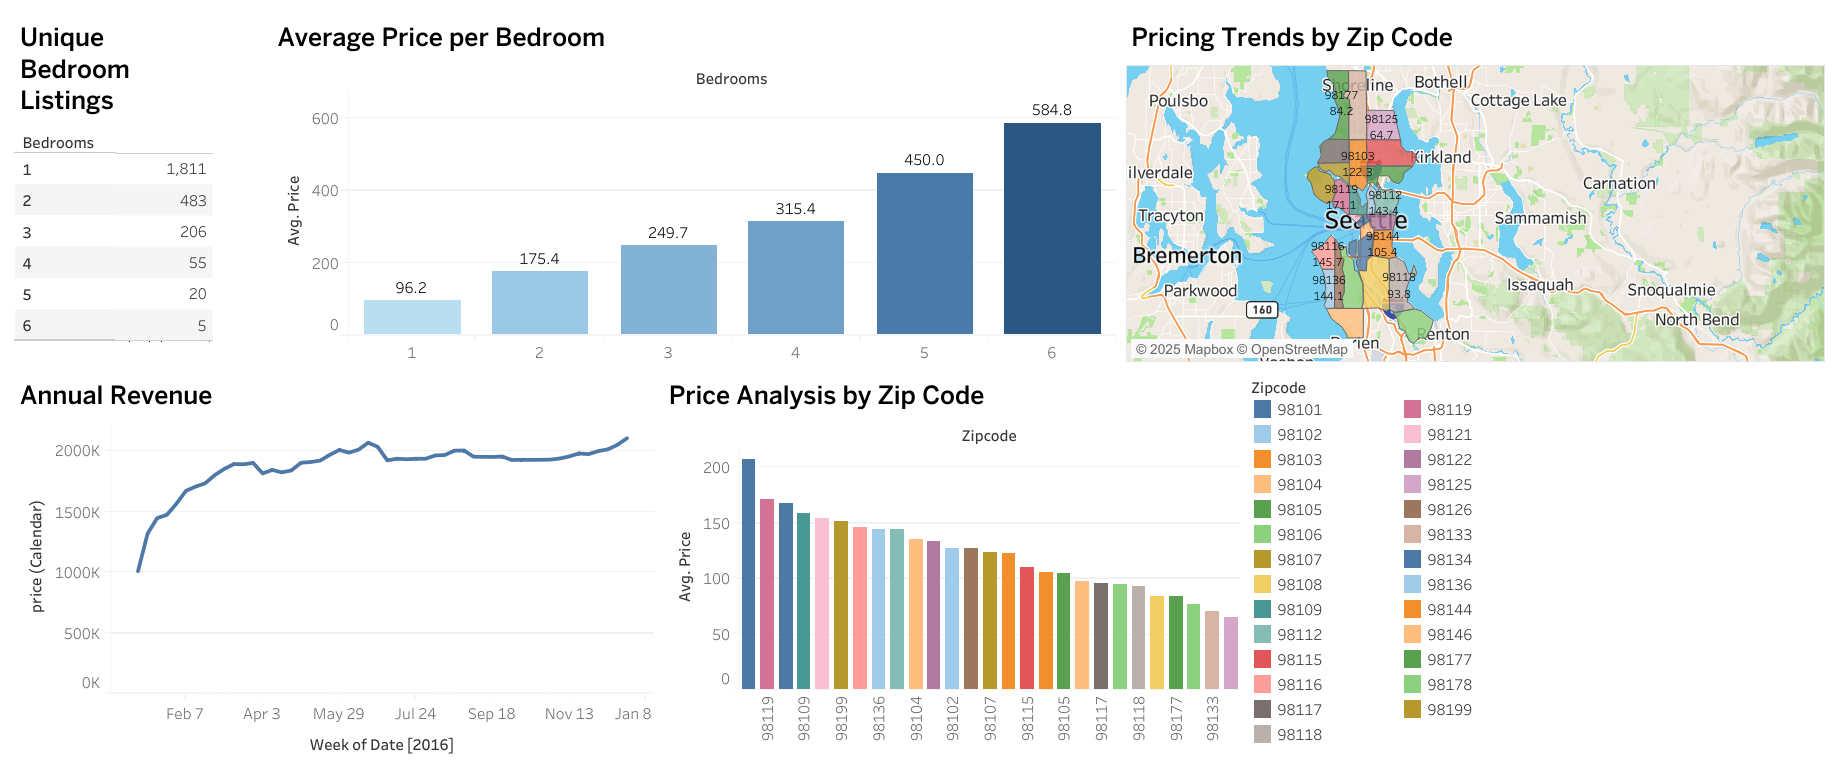 Unique
Bedroom
Listings
Bedrooms
1 1,811
2 483
3 206
4 55
5 20
6 5
Average Price per Bedroom
Bedrooms
Avg. Price
600
400
200
0
96.2
175.4
249.7
315.4
450.0
584.8
1 2 3 4 5 6
Pricing Trends by Zip Code
Poulsbo
Shoreline
Bothell
Cottage Lake
98177
84.2
98125
64.7
98103
122.3
Kirkland
ilverdale
Carnation
98119
171.1
98112
143.4
Tracyton
Sammamish
98144
105.4
Bremerton
98116
145.7
98136
144.1
98118
93.8
Parkwood
Issaquah
Snoqualmie
160
North Bend
Renton
© 2025 Mapbox © OpenStreetMap
Annual Revenue
price (Calendar)
2000K
1500K
1000K
500K
0K
Feb 7 Apr 3 May 29 Jul 24 Sep 18 Nov 13 Jan 8
Week of Date [2016]
Price Analysis by Zip Code
Zipcode
Avg. Price
200
150
100
50
0
98119 98109 98199 98136 98104 98102 98107 98115 98105 98117 98118 98177 98133
Zipcode
98101 98119
98102 98121
98103 98122
98104 98125
98105 98126
98106 98133
98107 98134
98108 98136
98109 98144
98112 98146
98115 98177
98116 98178
98117 98199
98118